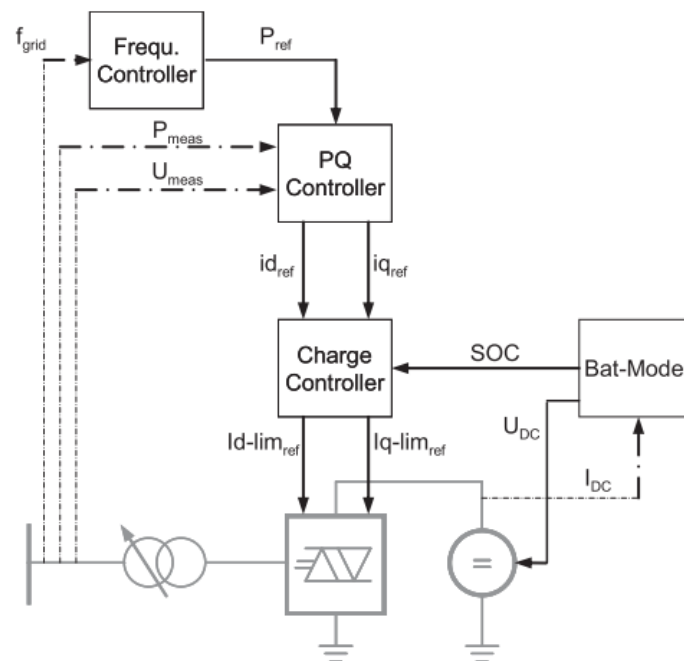 f_grid
Frequ.
Controller
P_ref
P_meas
U_meas
PQ
Controller
id_ref
iq_ref
Charge
Controller
SOC
Bat-Mode
U_DC
Id-lim_ref
Iq-lim_ref
I_DC
=